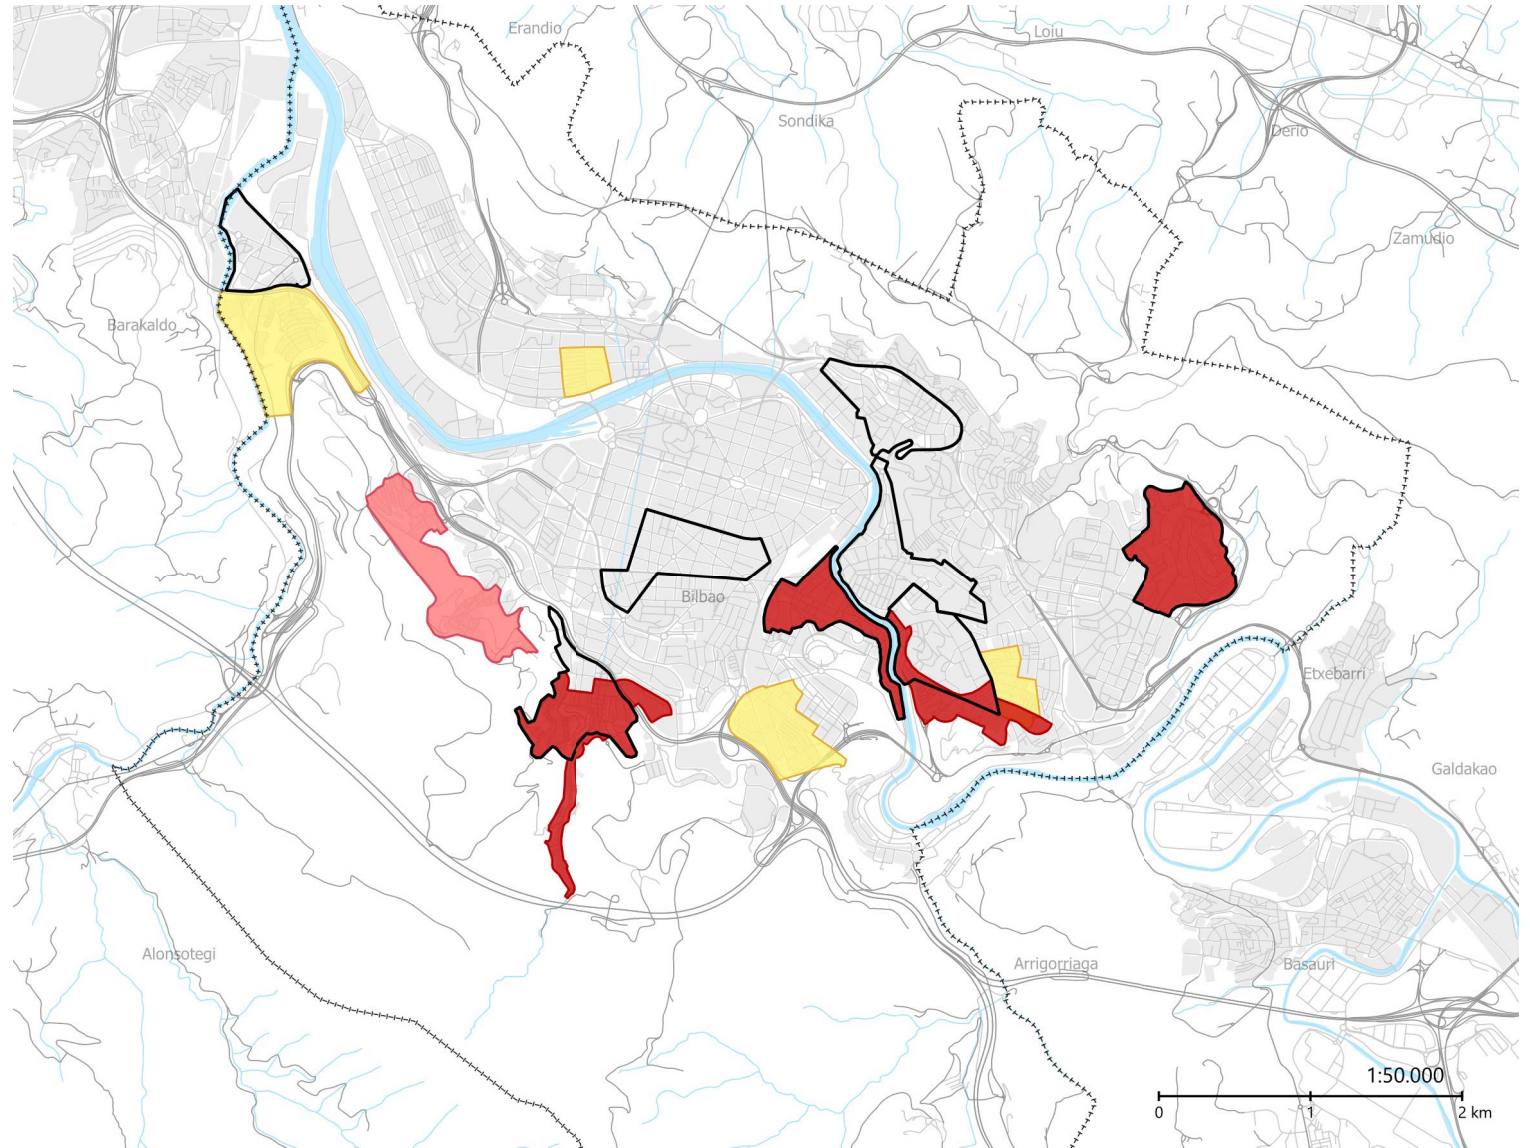 Erandio
Loiu
Sondika
Derio
Zamudio
Barakaldo
Bilbao
Etxebarri
Galdakao
Alonsotegi
Arrigorriaga
Basauri
1:50.000
0 1 2 km